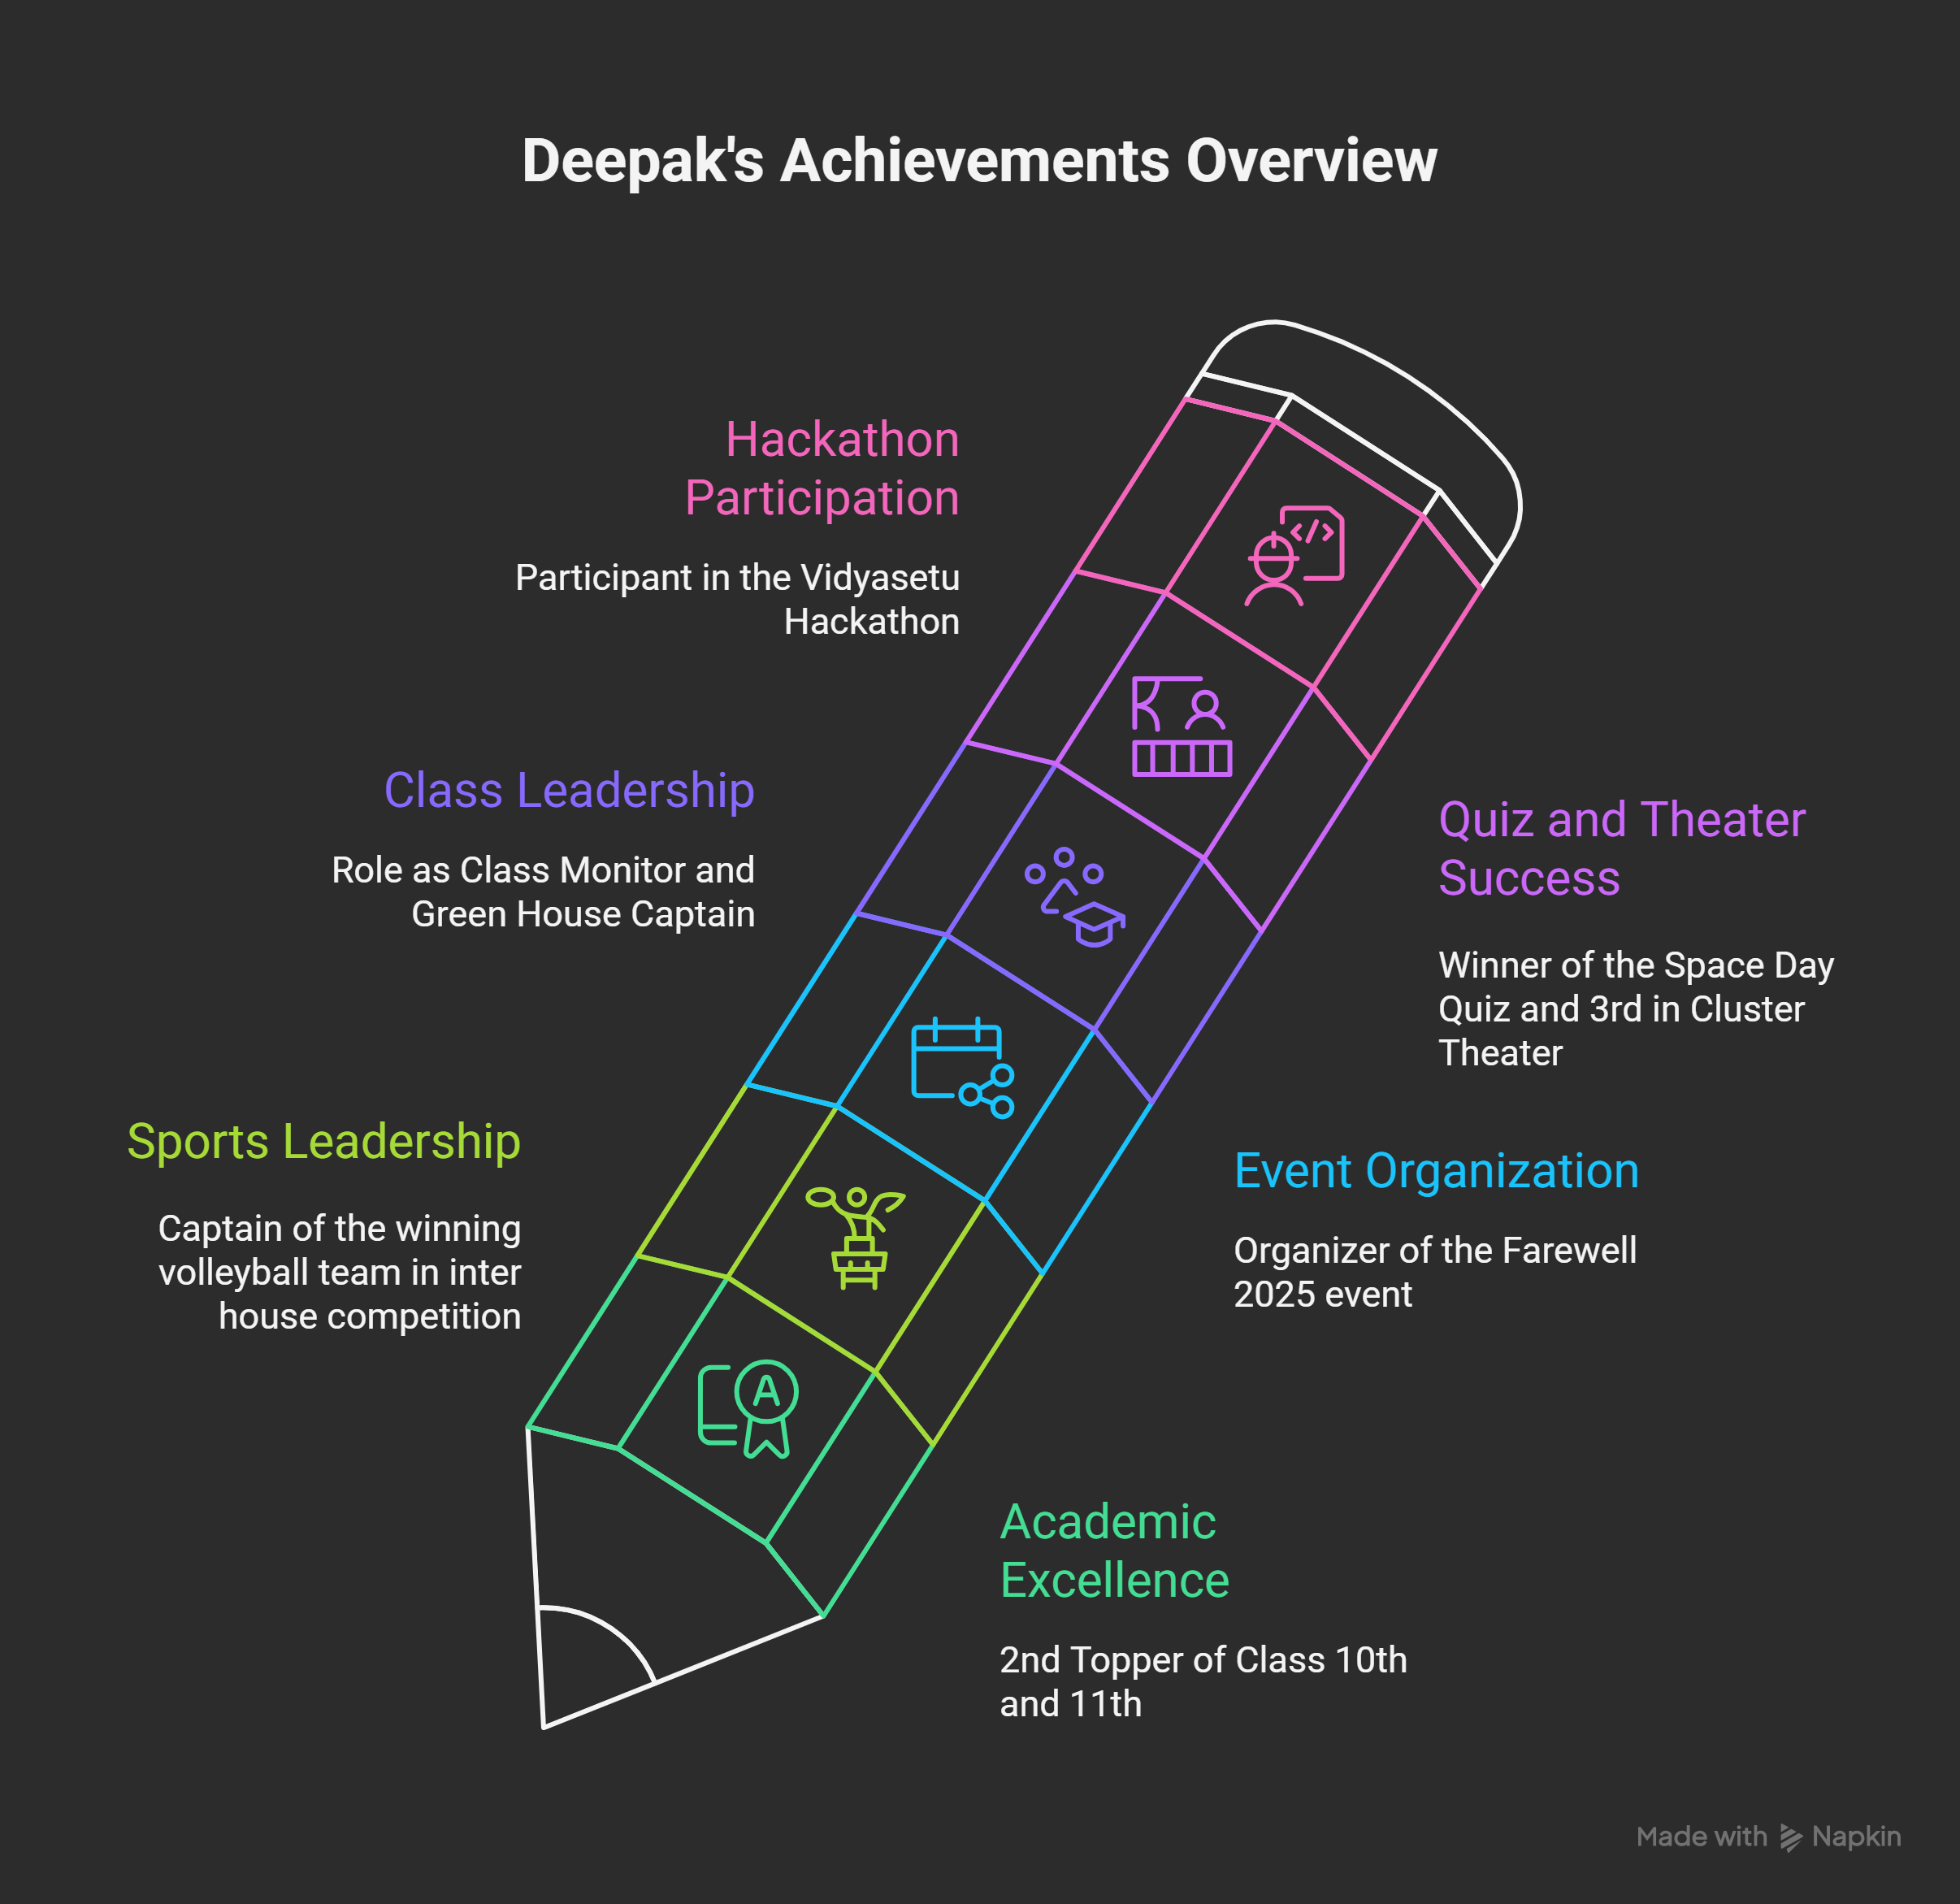 Deepak's Achievements Overview
Hackathon
Participation
Participant in the Vidyasetu
Hackathon
Class Leadership
Role as Class Monitor and
Green House Captain
Quiz and Theater
Success
Winner of the Space Day
Quiz and 3rd in Cluster
Theater
Sports Leadership
Captain of the winning
volleyball team in inter
house competition
Event Organization
Organizer of the Farewell
2025 event
A
Academic
Excellence
2nd Topper of Class 10th
and 11th
Made with Napkin